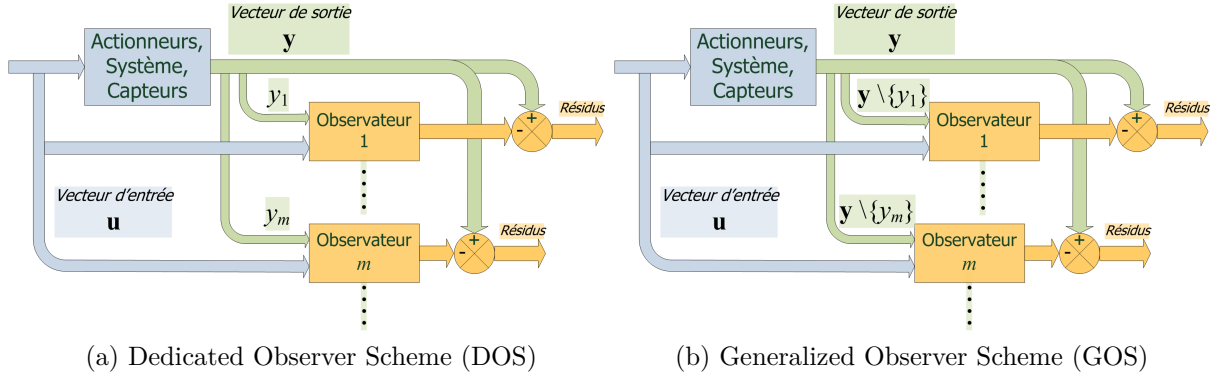 Vecteur de sortie
y
Actionneurs,
Système,
Capteurs
y1
Observateur
1
+
-
Résidus
Vecteur d'entrée
u
ym
Observateur
m
+
-
Résidus
(a) Dedicated Observer Scheme (DOS)
Vecteur de sortie
y
Actionneurs,
Système,
Capteurs
y \{y1}
Observateur
1
+
-
Résidus
Vecteur d'entrée
u
y \{ym}
Observateur
m
+
-
Résidus
(b) Generalized Observer Scheme (GOS)